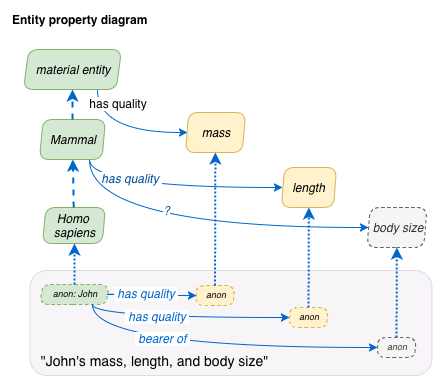 Entity property diagram
material entity
has quality
Mammal
mass
has quality
length
?
Homo
sapiens
body size
anon: John
has quality
anon
has quality
anon
bearer of
anon
"John's mass, length, and body size"